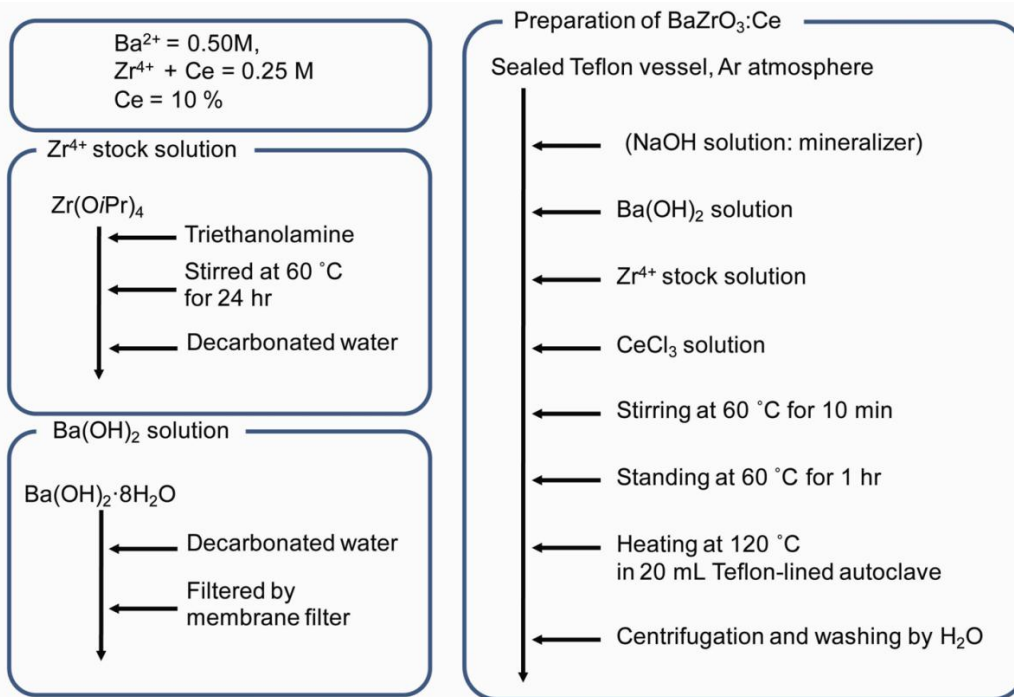 Ba²⁺ = 0.50M,
Zr⁴⁺ + Ce = 0.25 M
Ce = 10 %
Zr⁴⁺ stock solution
Zr(OiPr)₄
Triethanolamine
Stirred at 60 ˚C
for 24 hr
Decarbonated water
Ba(OH)₂ solution
Ba(OH)₂·8H₂O
Decarbonated water
Filtered by
membrane filter
Preparation of BaZrO₃:Ce
Sealed Teflon vessel, Ar atmosphere
(NaOH solution: mineralizer)
Ba(OH)₂ solution
Zr⁴⁺ stock solution
CeCl₃ solution
Stirring at 60 ˚C for 10 min
Standing at 60 ˚C for 1 hr
Heating at 120 ˚C
in 20 mL Teflon-lined autoclave
Centrifugation and washing by H₂O